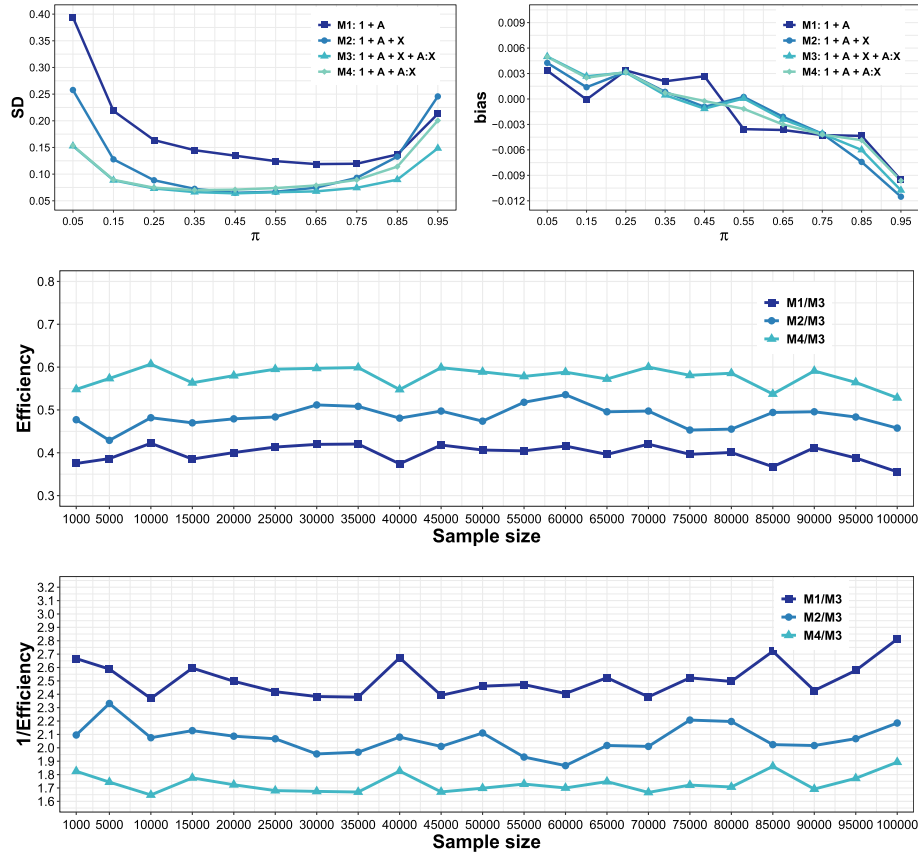 0.40
0.35
0.30
0.25
0.20
0.15
0.10
0.05
SD
M1: 1 + A
M2: 1 + A + X
M3: 1 + A + X + A:X
M4: 1 + A + A:X
0.05 0.15 0.25 0.35 0.45 0.55 0.65 0.75 0.85 0.95
π
0.009
0.006
0.003
0.000
−0.003
−0.006
−0.009
−0.012
bias
M1: 1 + A
M2: 1 + A + X
M3: 1 + A + X + A:X
M4: 1 + A + A:X
0.05 0.15 0.25 0.35 0.45 0.55 0.65 0.75 0.85 0.95
π
0.8
0.7
0.6
0.5
0.4
0.3
Efficiency
M1/M3
M2/M3
M4/M3
1000 5000 10000 15000 20000 25000 30000 35000 40000 45000 50000 55000 60000 65000 70000 75000 80000 85000 90000 95000 100000
Sample size
3.2
3.1
3.0
2.9
2.8
2.7
2.6
2.5
2.4
2.3
2.2
2.1
2.0
1.9
1.8
1.7
1.6
1/Efficiency
M1/M3
M2/M3
M4/M3
1000 5000 10000 15000 20000 25000 30000 35000 40000 45000 50000 55000 60000 65000 70000 75000 80000 85000 90000 95000 100000
Sample size